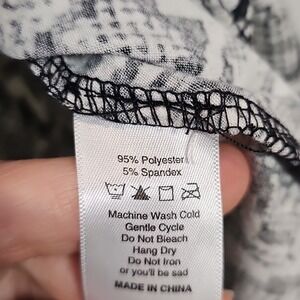 95% Polyester
5% Spandex
Machine Wash Cold
Gentle Cycle
Do Not Bleach
Hang Dry
Do Not Iron
or you'll be sad
MADE IN CHINA